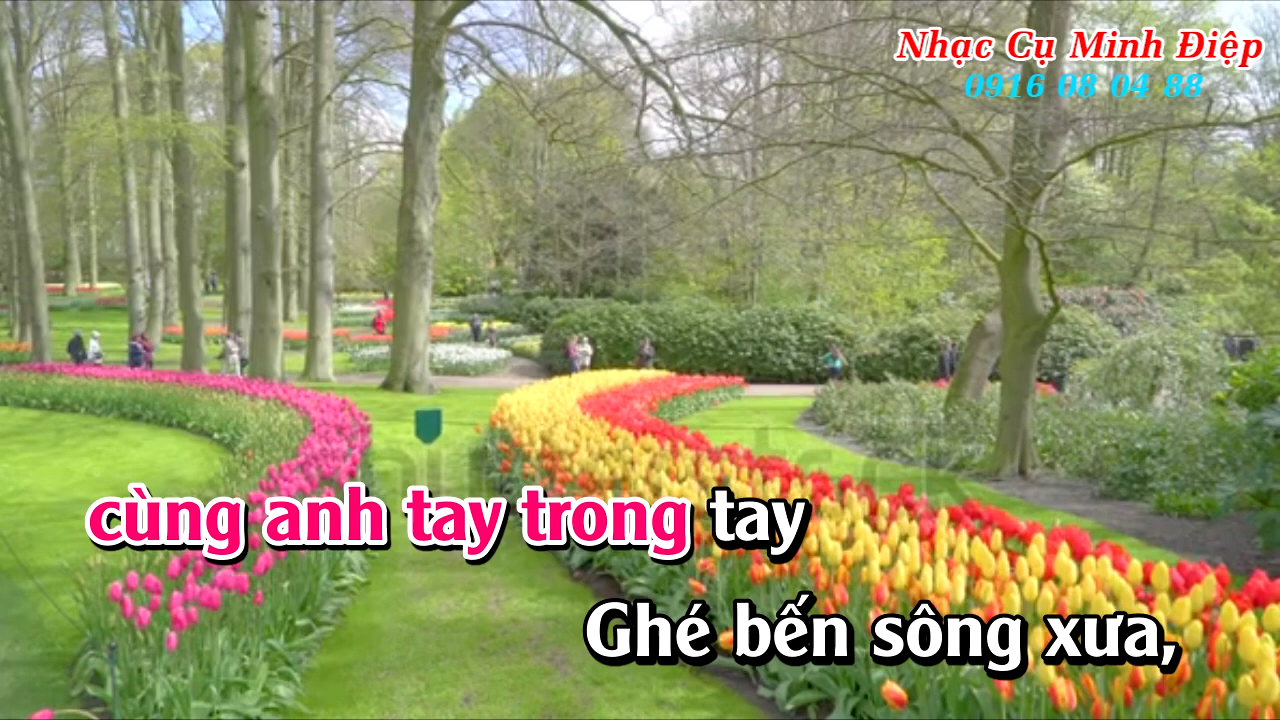 Nhạc Cụ Minh Điệp
0916 08 04 88
cùng anh tay trong tay
Ghé bến sông xưa,